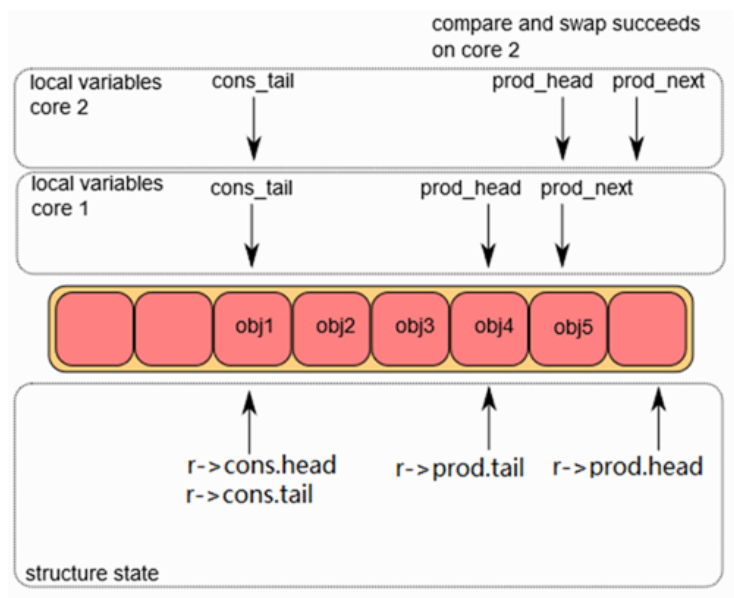 compare and swap succeeds
on core 2
local variables
core 2
cons_tail
prod_head
prod_next
local variables
core 1
cons_tail
prod_head
prod_next
obj1
obj2
obj3
obj4
obj5
r->cons.head
r->cons.tail
r->prod.tail
r->prod.head
structure state